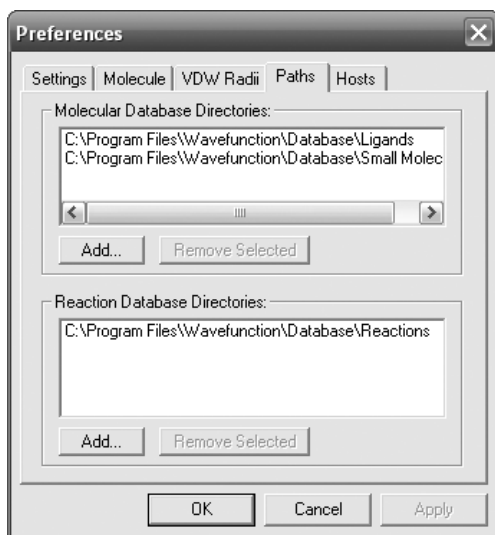 Preferences
Settings Molecule VDW Radii Paths Hosts
Molecular Database Directories:
C:\Program Files\Wavefunction\Database\Ligands
C:\Program Files\Wavefunction\Database\Small Molec
Add... Remove Selected
Reaction Database Directories:
C:\Program Files\Wavefunction\Database\Reactions
Add... Remove Selected
OK Cancel Apply